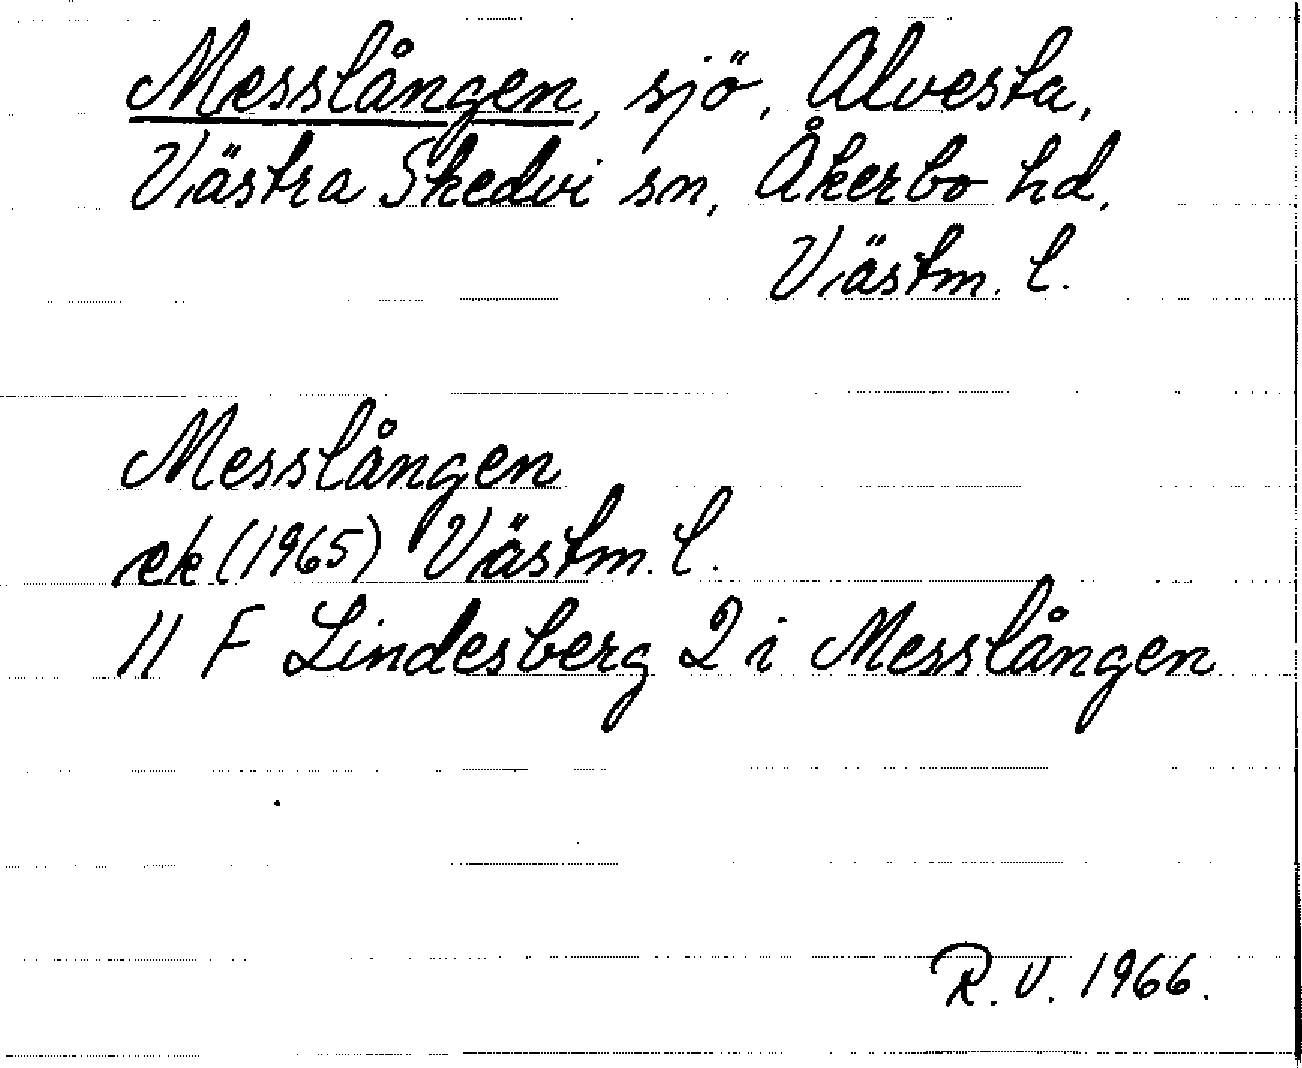 Messlången, sjö, Alvesta,
Västra Skedvi sn, Åkerbo hd,
Västm. l.
Messlången
ek (1965) Västm. l.
11 F Lindesberg 2 i Messlången
R. V. 1966.